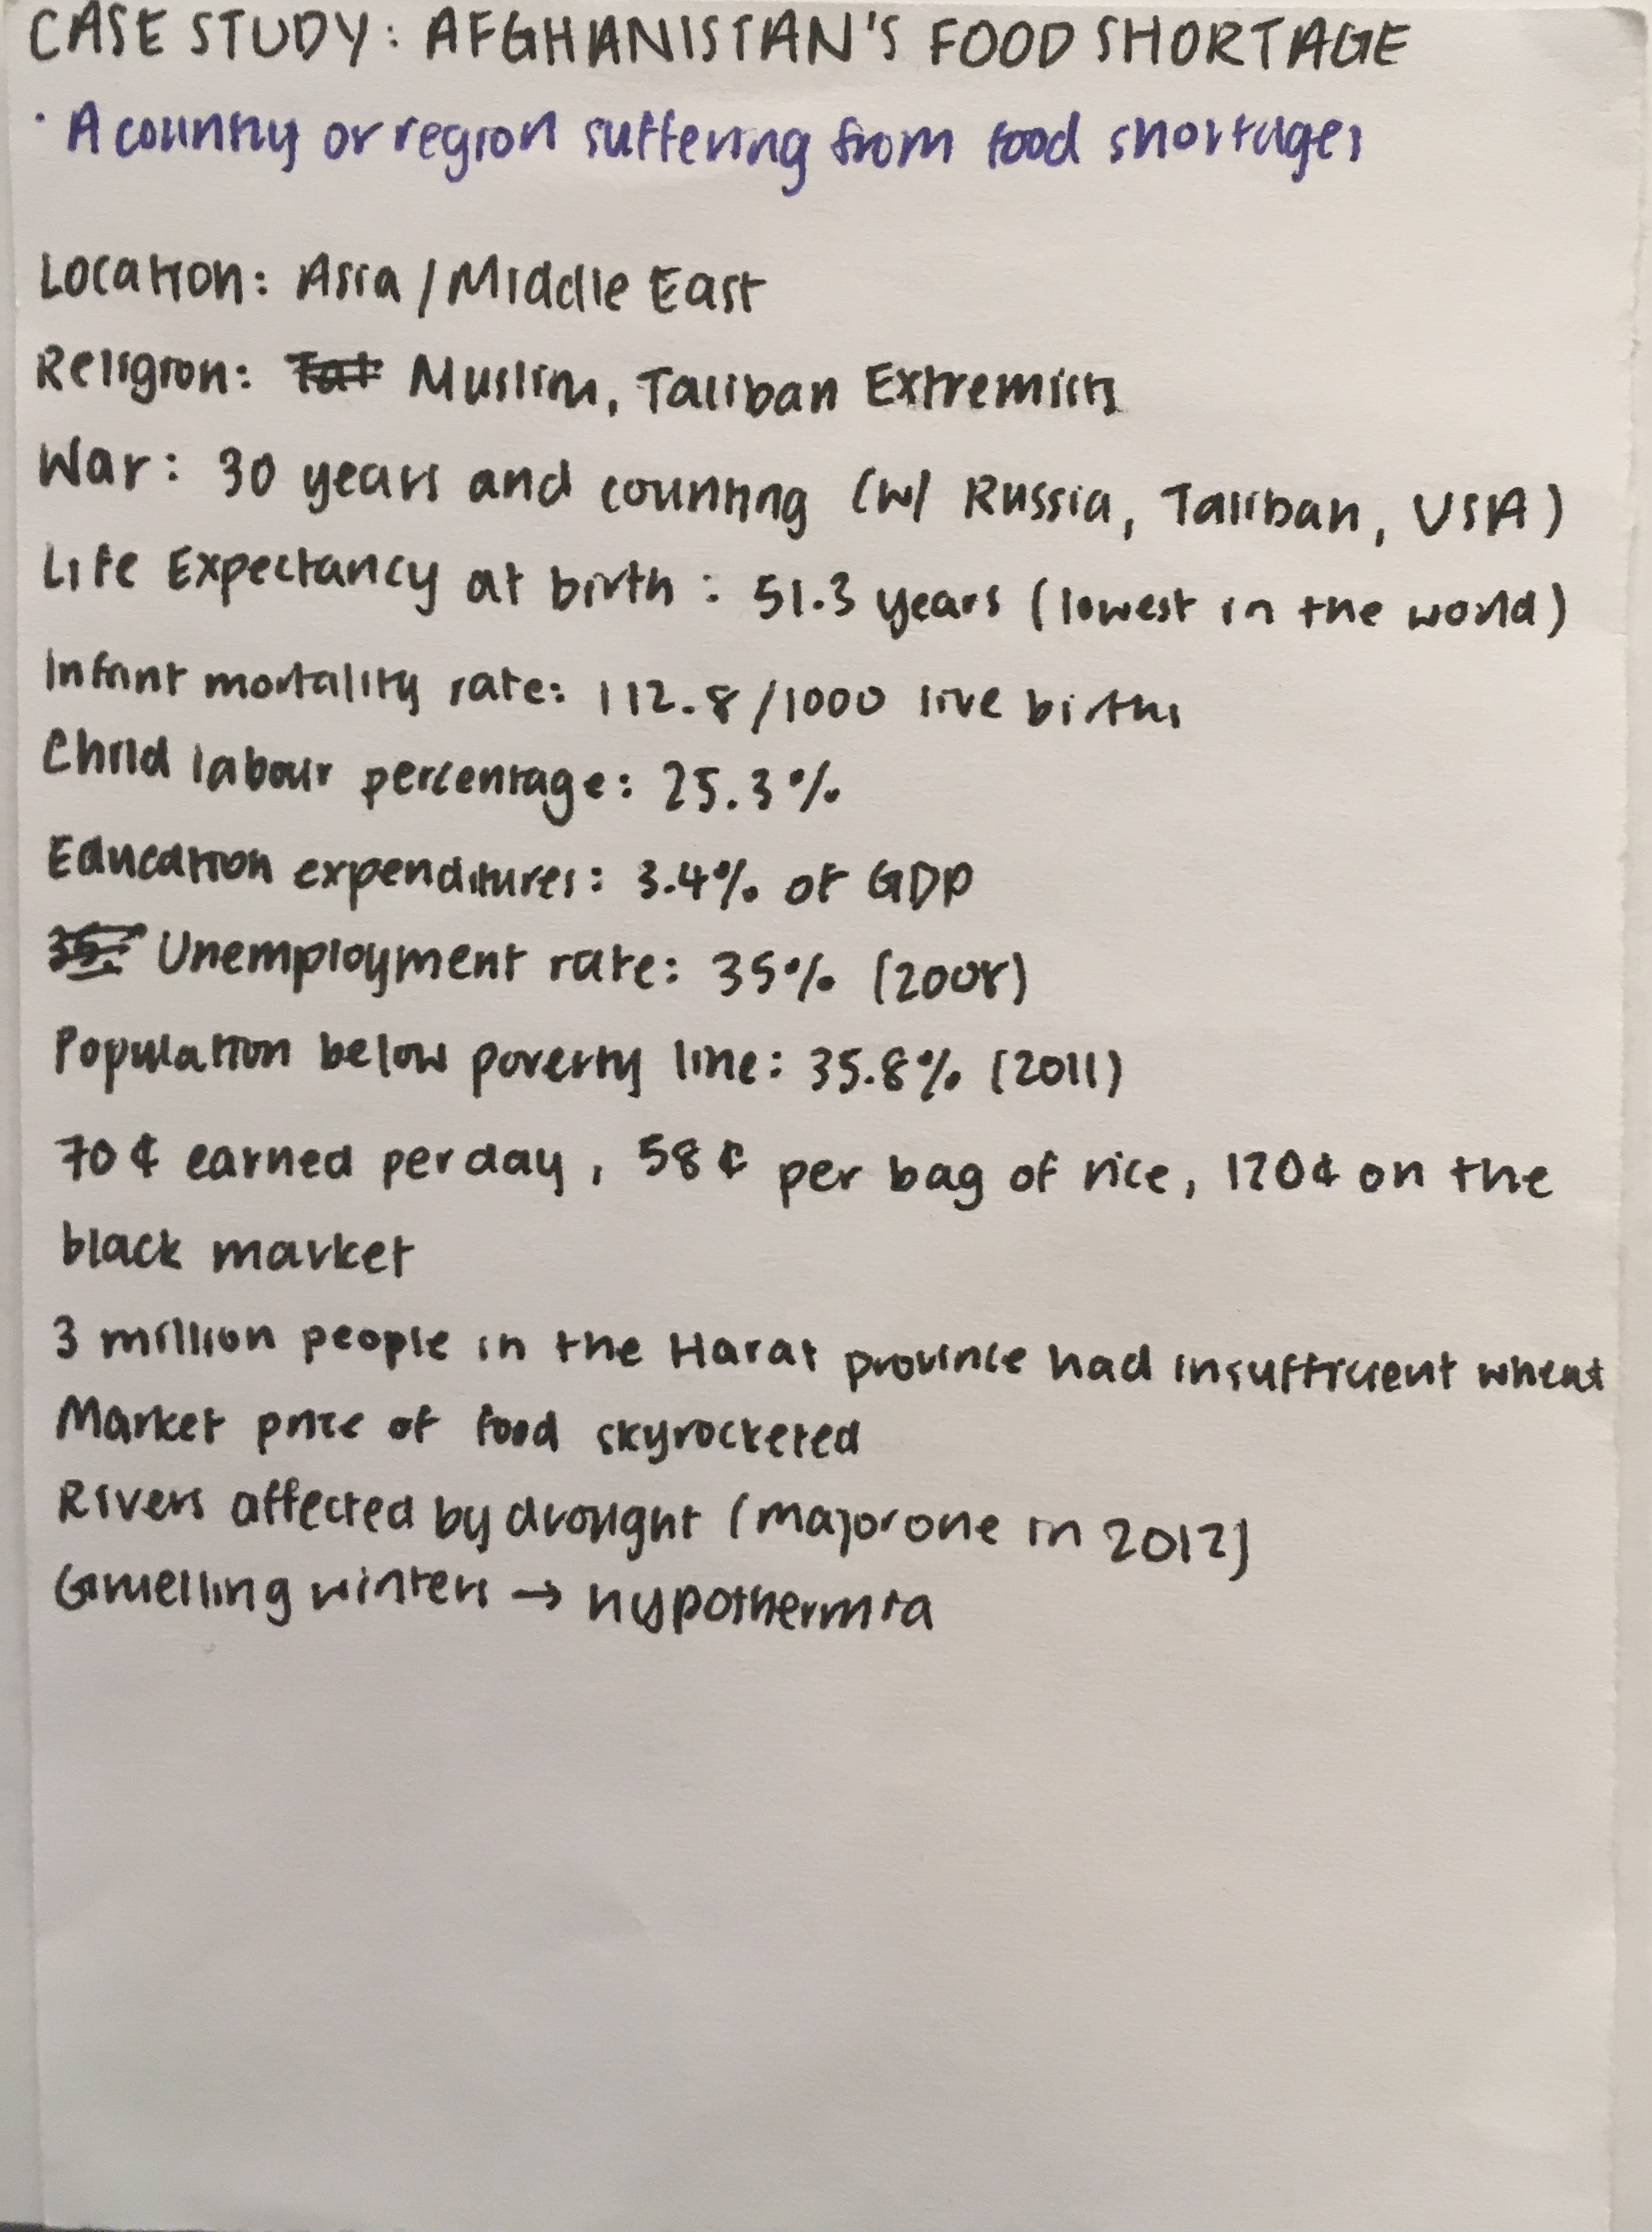 CASE STUDY: AFGHANISTAN'S FOOD SHORTAGE
· A country or region suffering from food shortages
Location: Asia / Middle East
Religion: Tat Muslim, Taliban Extremists
War: 30 years and counting (w/ Russia, Taliban, USA)
Life Expectancy at birth: 51.3 years (lowest in the world)
Infant mortality rate: 112.8/1000 live births
Child labour percentage: 25.3%
Education expenditures: 3.4% of GDP
35. Unemployment rate: 35% (2008)
Population below poverty line: 35.8% (2011)
70¢ earned per day, 58¢ per bag of rice, 120¢ on the
black market
3 million people in the Harat province had insufficient wheat
Market price of food skyrocketed
Rivers affected by drought (major one in 2012)
Gruelling winters → hypothermia